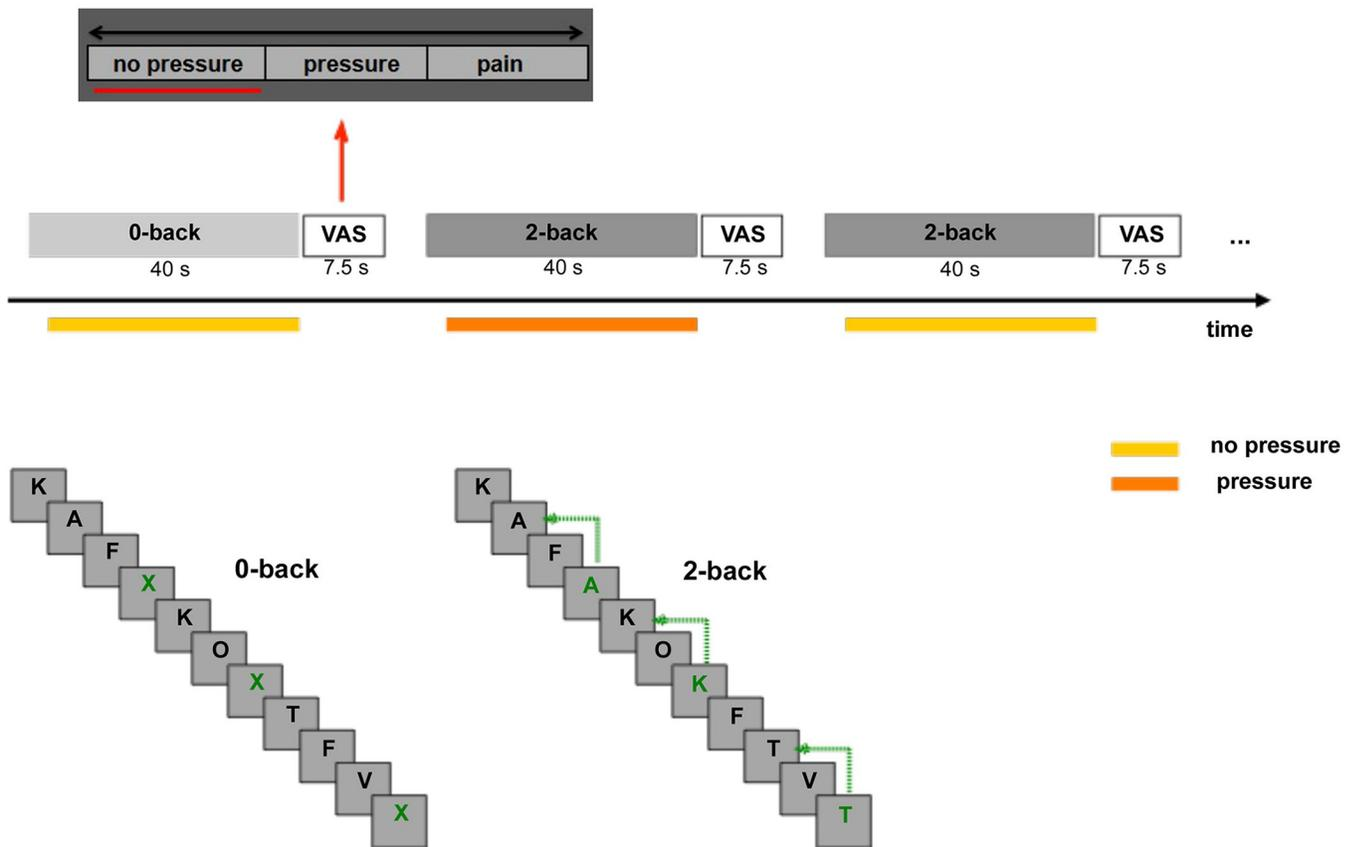 no pressure pressure pain
0-back VAS 2-back VAS 2-back VAS ...
40 s 7.5 s 40 s 7.5 s 40 s 7.5 s
time
no pressure
pressure
0-back
K
A
F
X
K
O
X
T
F
V
X
2-back
K
A
F
A
K
O
K
F
T
V
T